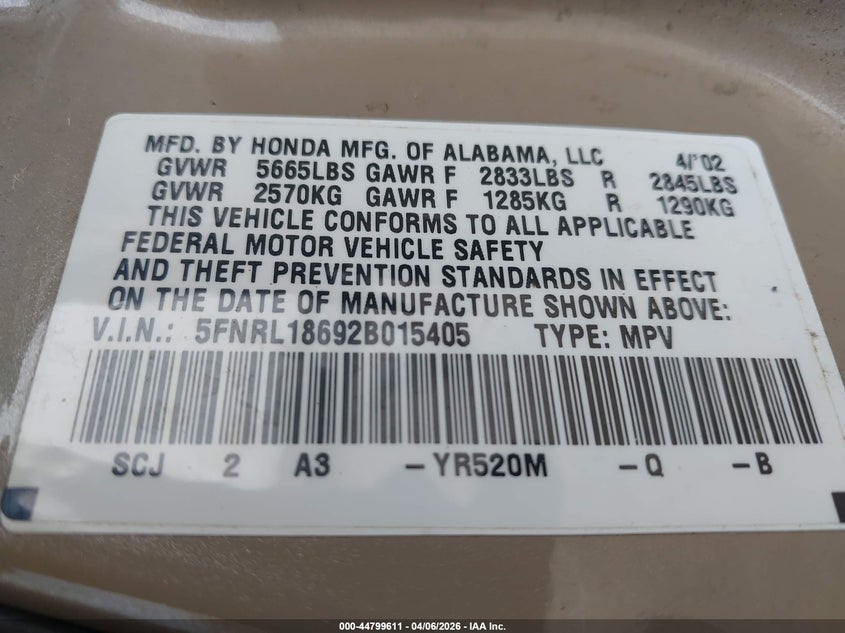 MFD. BY HONDA MFG. OF ALABAMA, LLC 4/'02
GVWR 5665LBS GAWR F 2833LBS R 2845LBS
GVWR 2570KG GAWR F 1285KG R 1290KG
THIS VEHICLE CONFORMS TO ALL APPLICABLE
FEDERAL MOTOR VEHICLE SAFETY
AND THEFT PREVENTION STANDARDS IN EFFECT
ON THE DATE OF MANUFACTURE SHOWN ABOVE:
V.I.N.: 5FNRL18692B015405 TYPE: MPV
SCJ 2 A3 -YR520M -Q -B
000-44799611 - 04/06/2026 - IAA Inc.